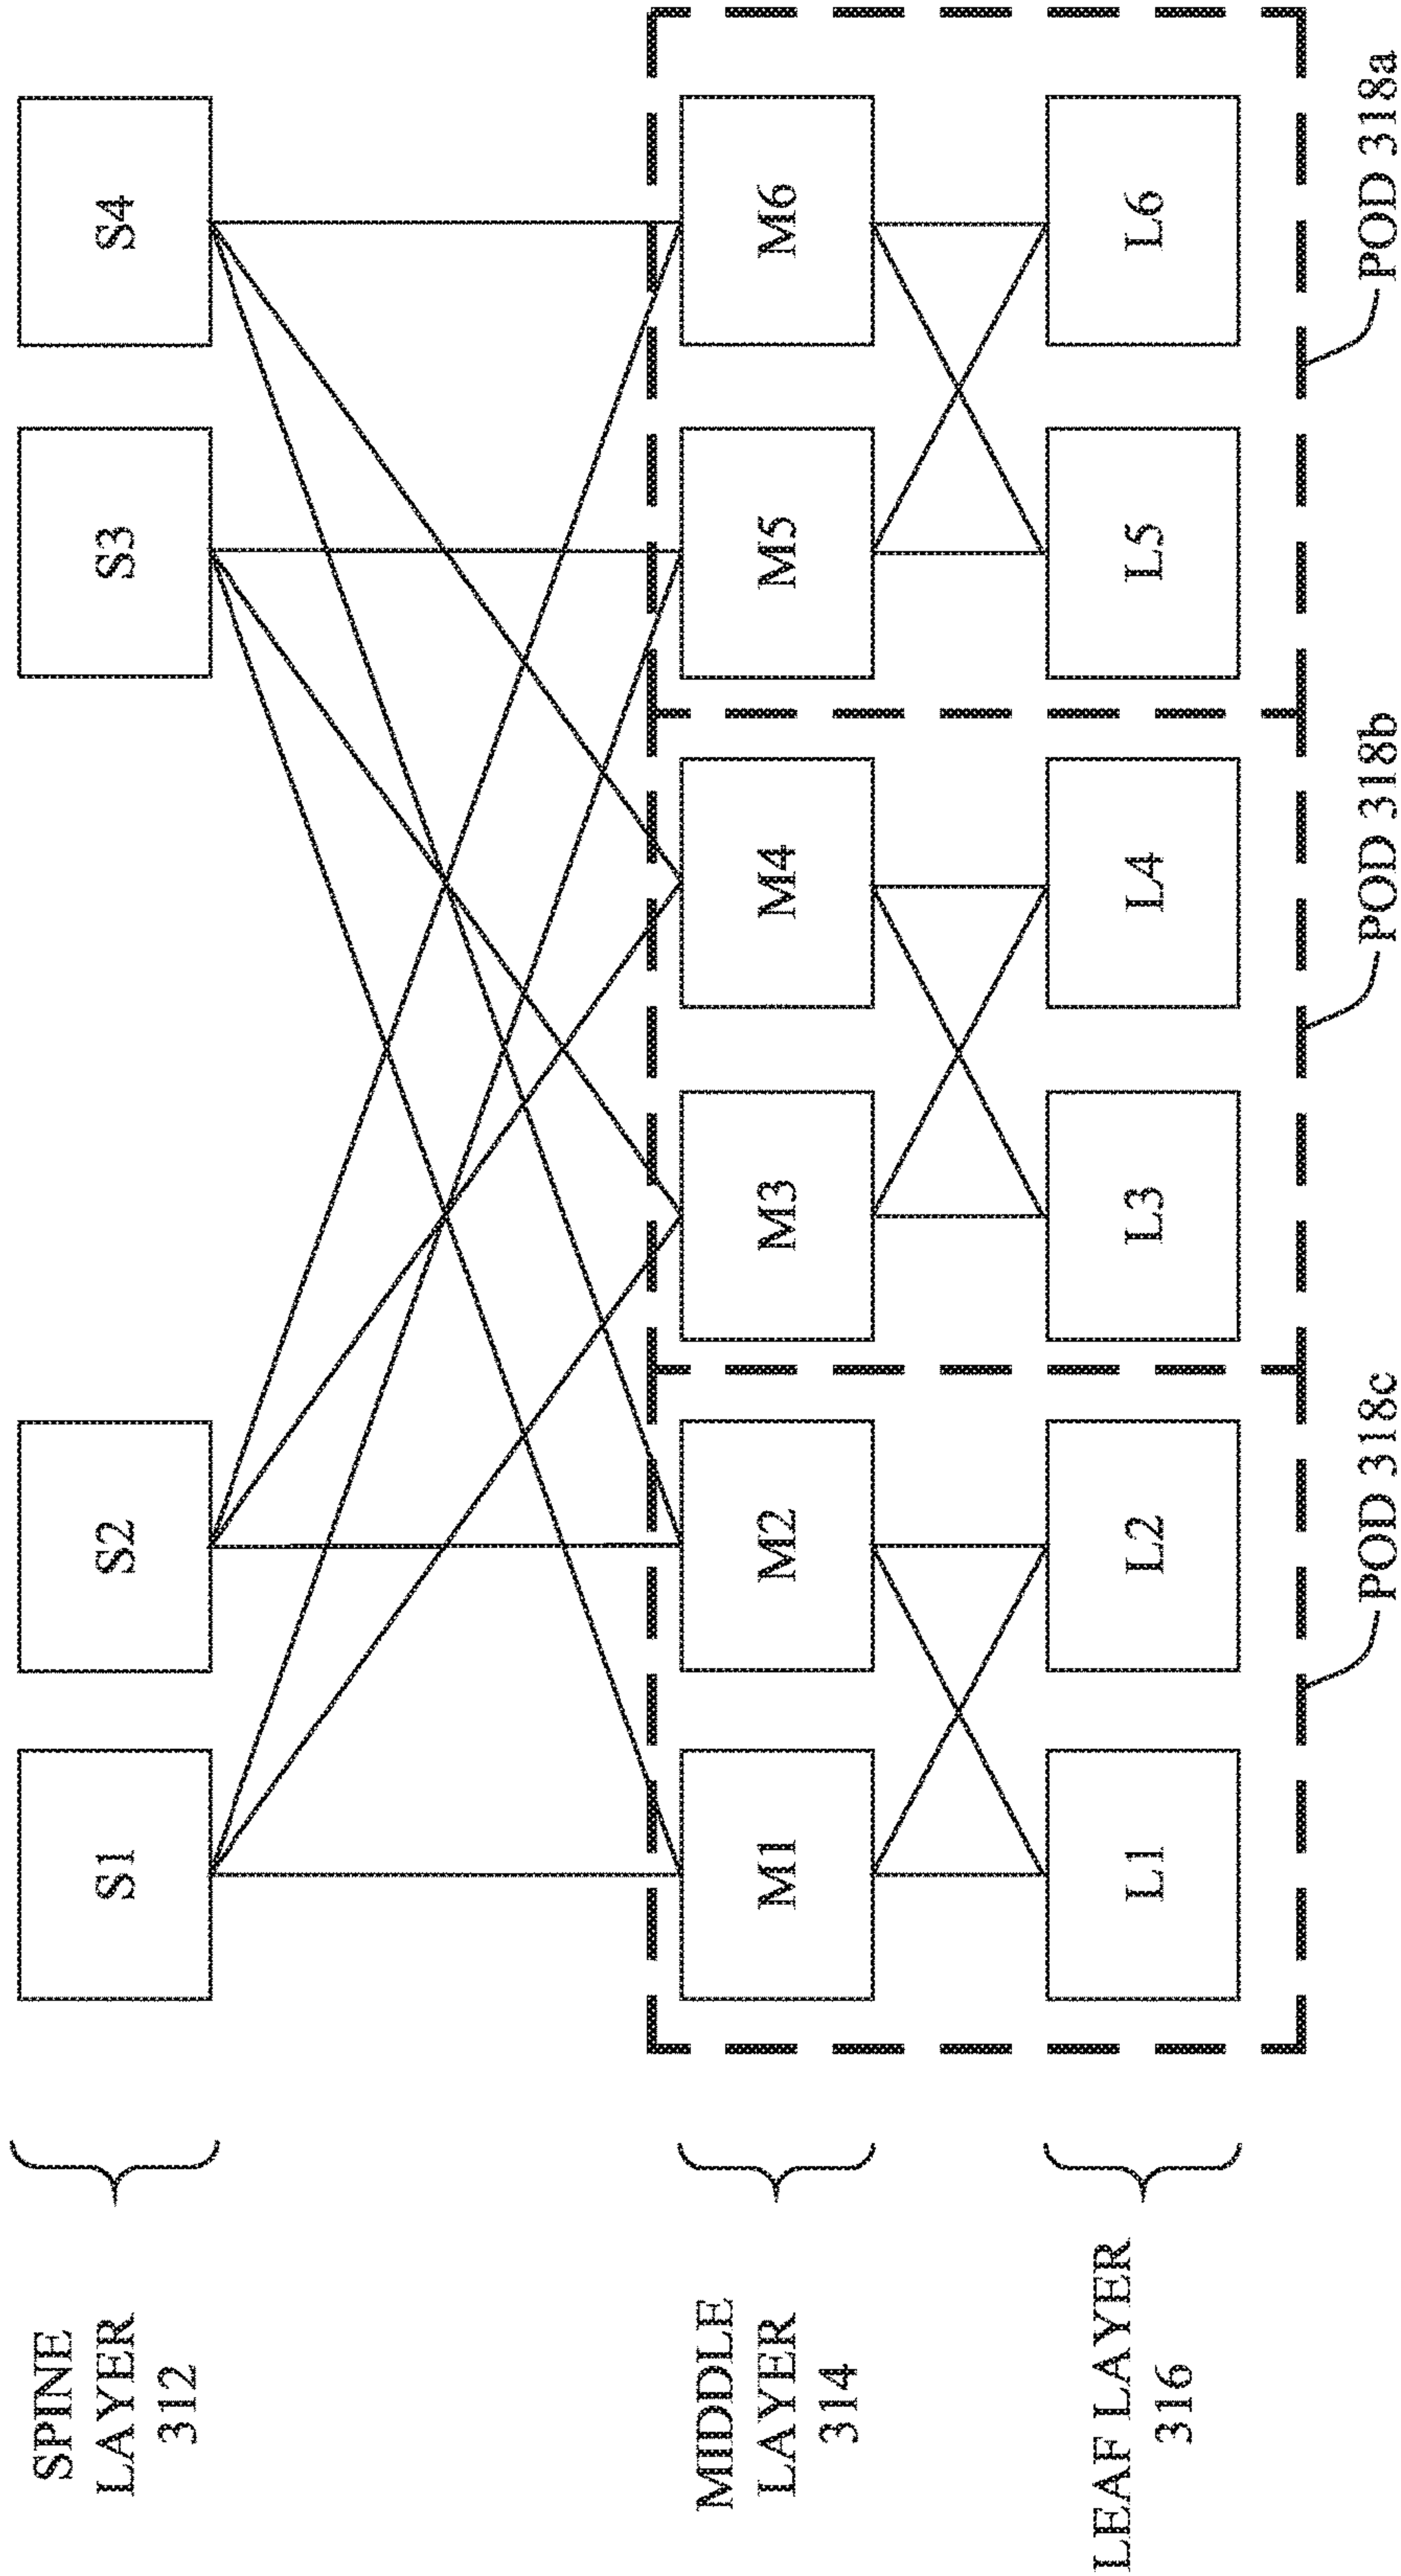 SPINE
LAYER
312
S1
S2
S3
S4
MIDDLE
LAYER
314
M1
M2
M3
M4
M5
M6
LEAF LAYER
316
L1
L2
L3
L4
L5
L6
POD 318c
POD 318b
POD 318a